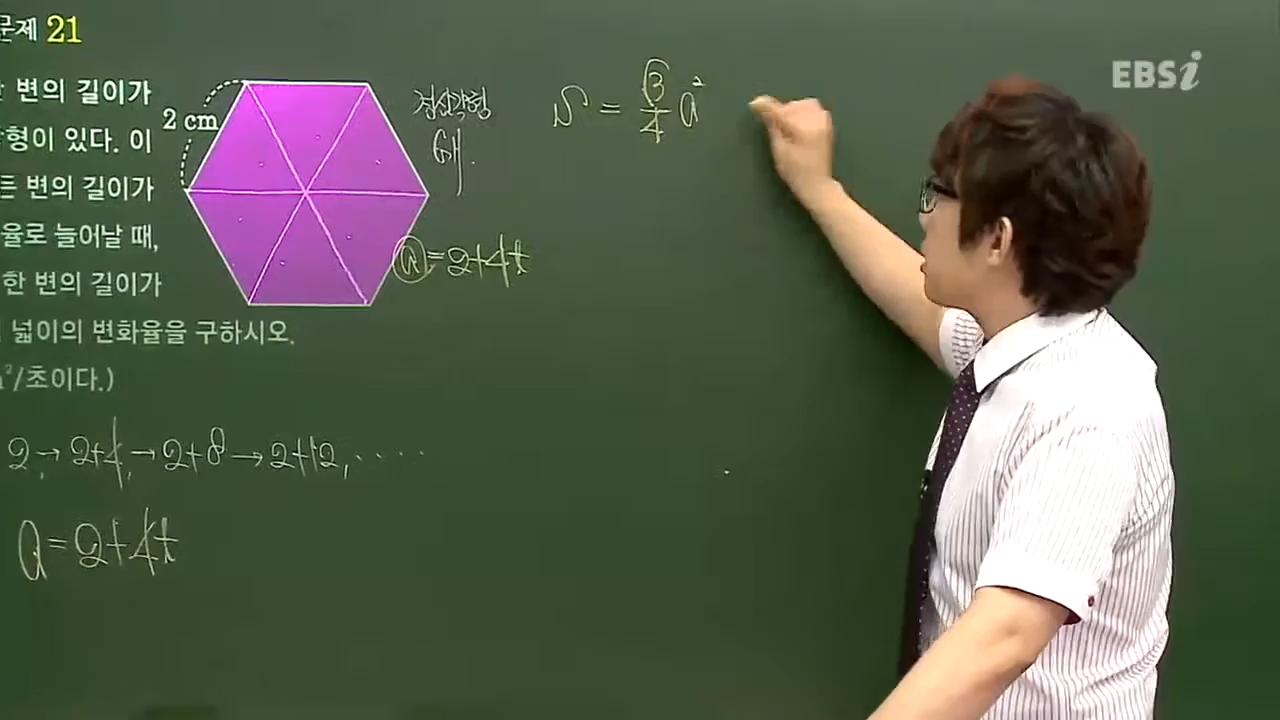 문제 21
변의 길이가
형이 있다. 이
변의 길이가
율로 늘어날 때,
한 변의 길이가
넓이의 변화율을 구하시오.
/초이다.)
2 cm
정삼각형
6개.
a=2+4t
2→2+4→2+8→2+12,····
a=2+4t
S=√3/4 a²
EBSi